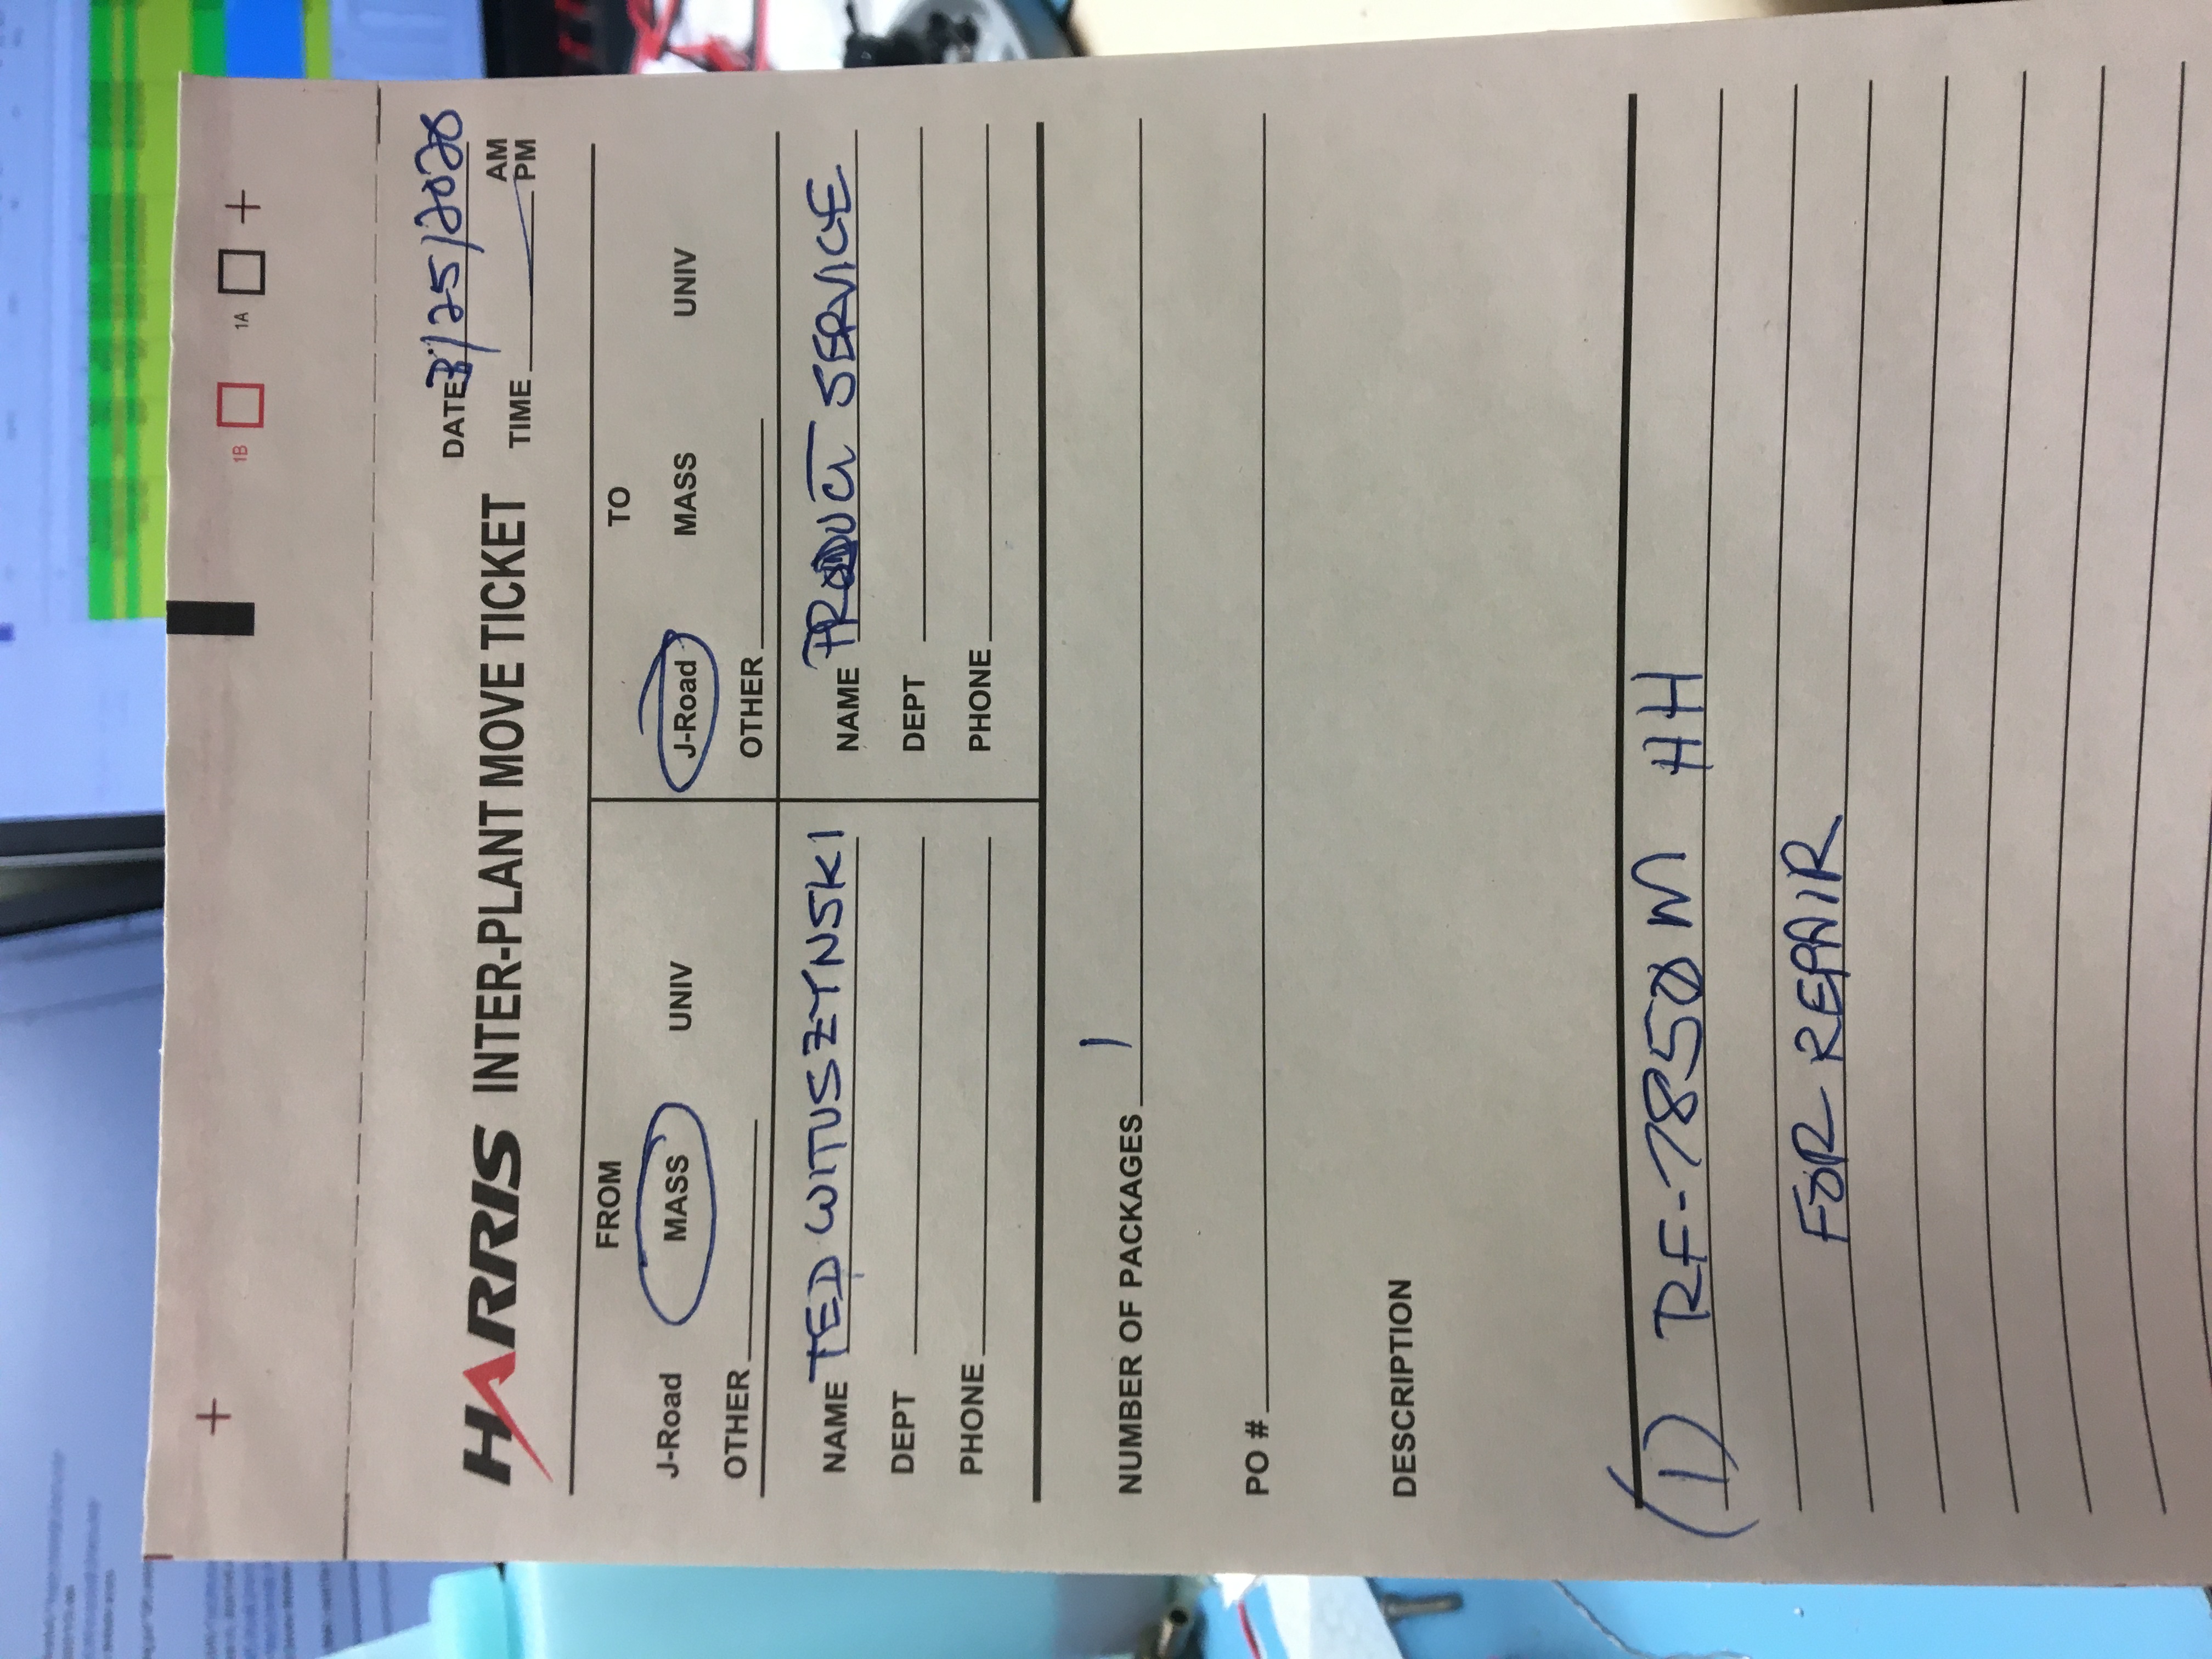 1B 1A
HARRIS INTER-PLANT MOVE TICKET
DATE 8/25/2020
TIME AM
PM
FROM TO
J-Road MASS UNIV J-Road MASS UNIV
OTHER OTHER
NAME TED WITUSZYNSKI NAME PRODUCT SERVICE
DEPT DEPT
PHONE PHONE
NUMBER OF PACKAGES 1
PO #
DESCRIPTION
(1) RF-7850M HH
FOR REPAIR